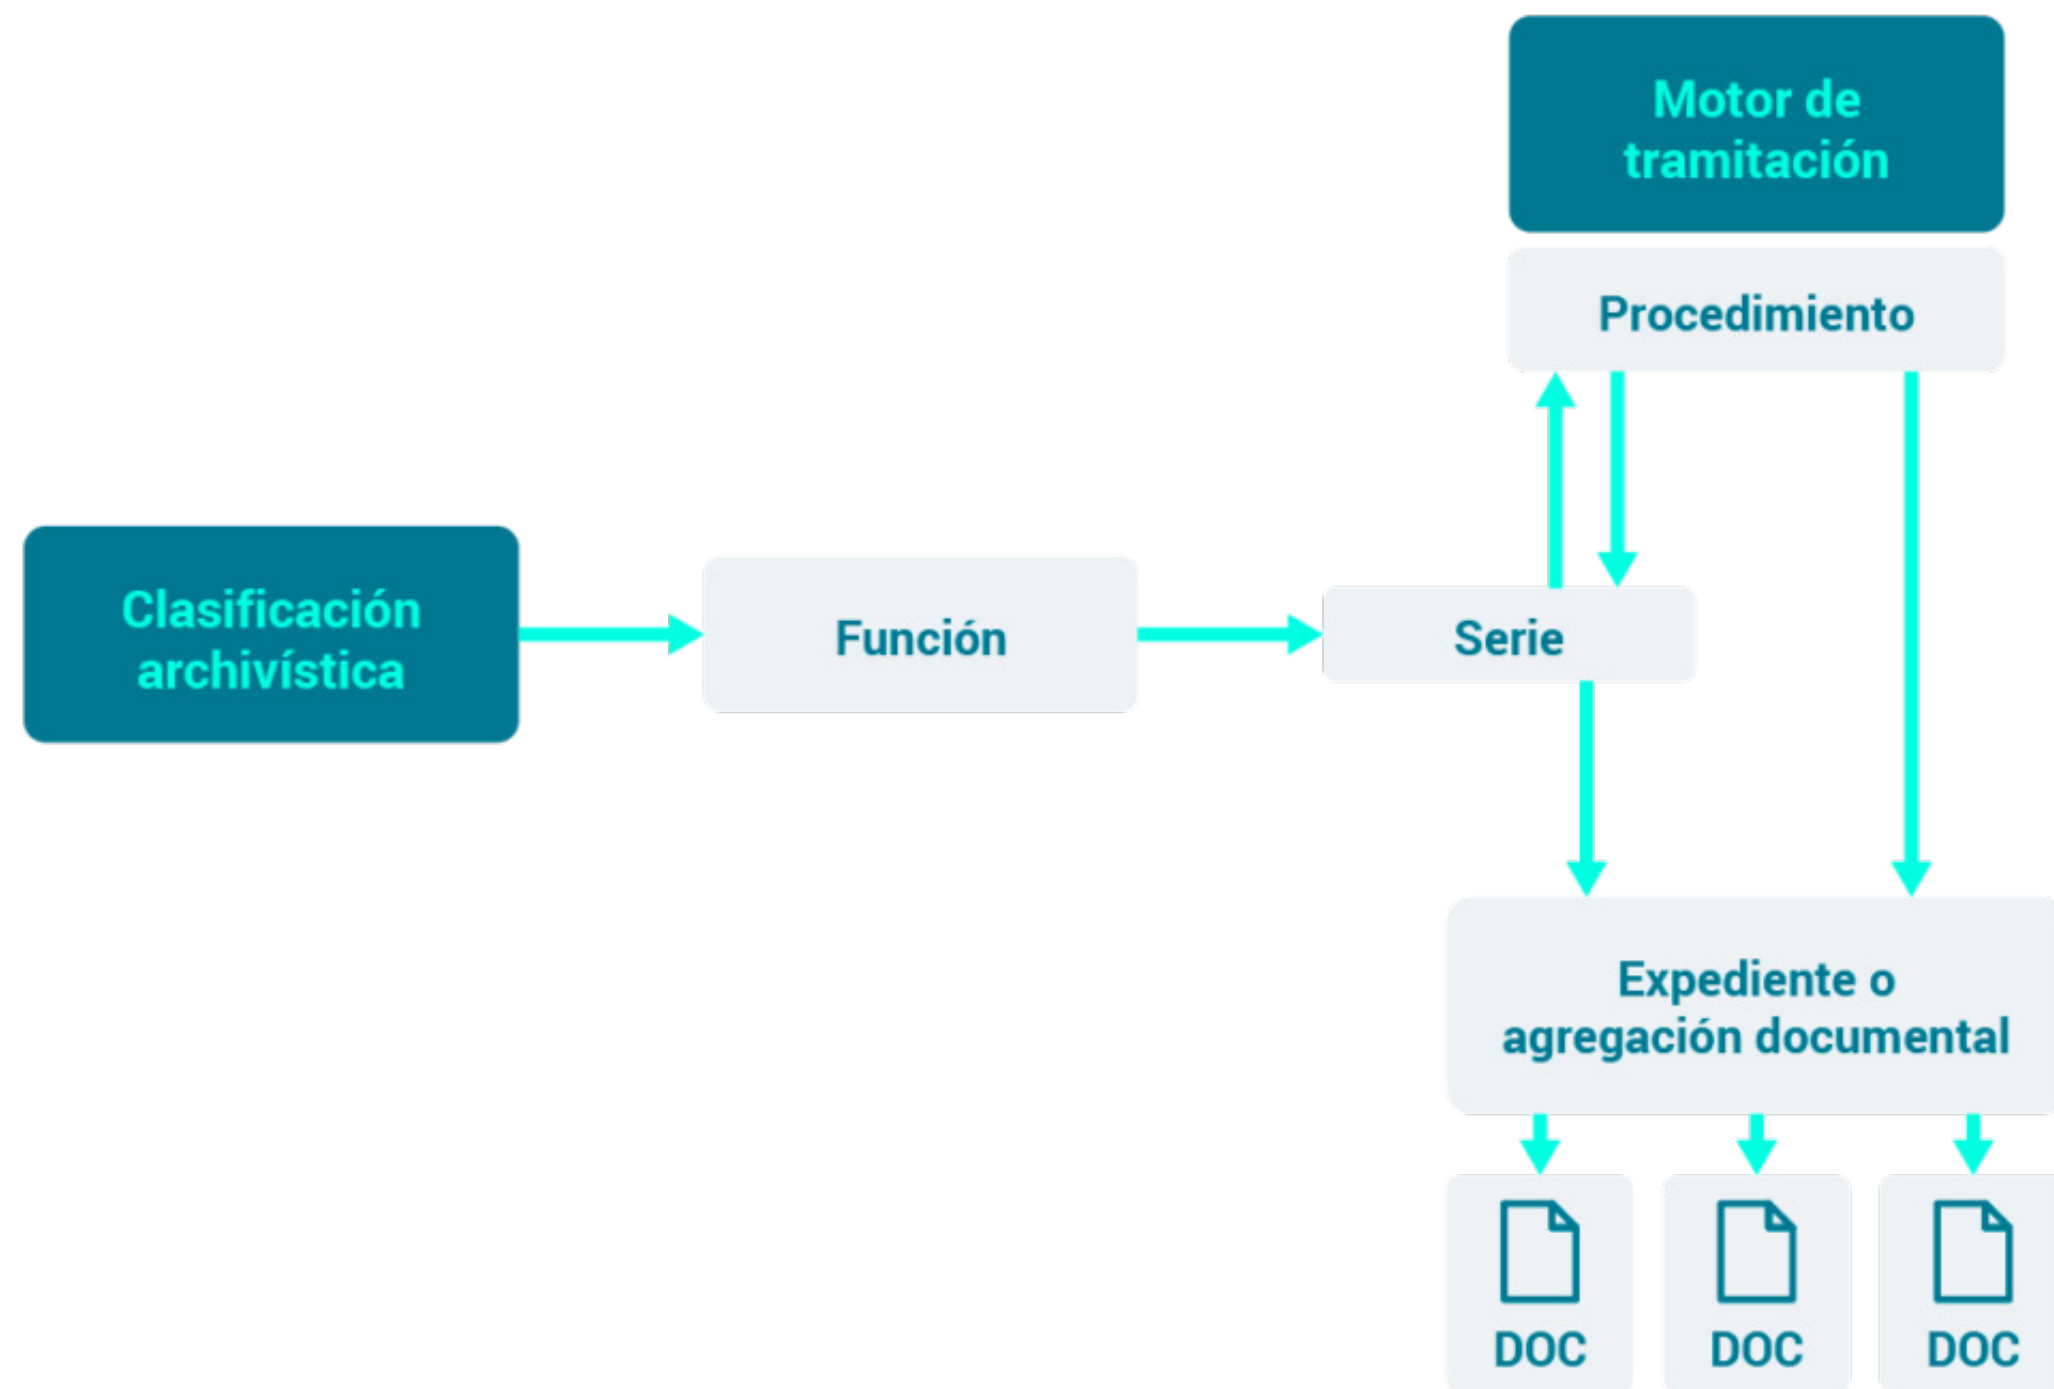 Motor de
tramitación
Procedimiento
Clasificación
archivística
Función
Serie
Expediente o
agregación documental
DOC
DOC
DOC